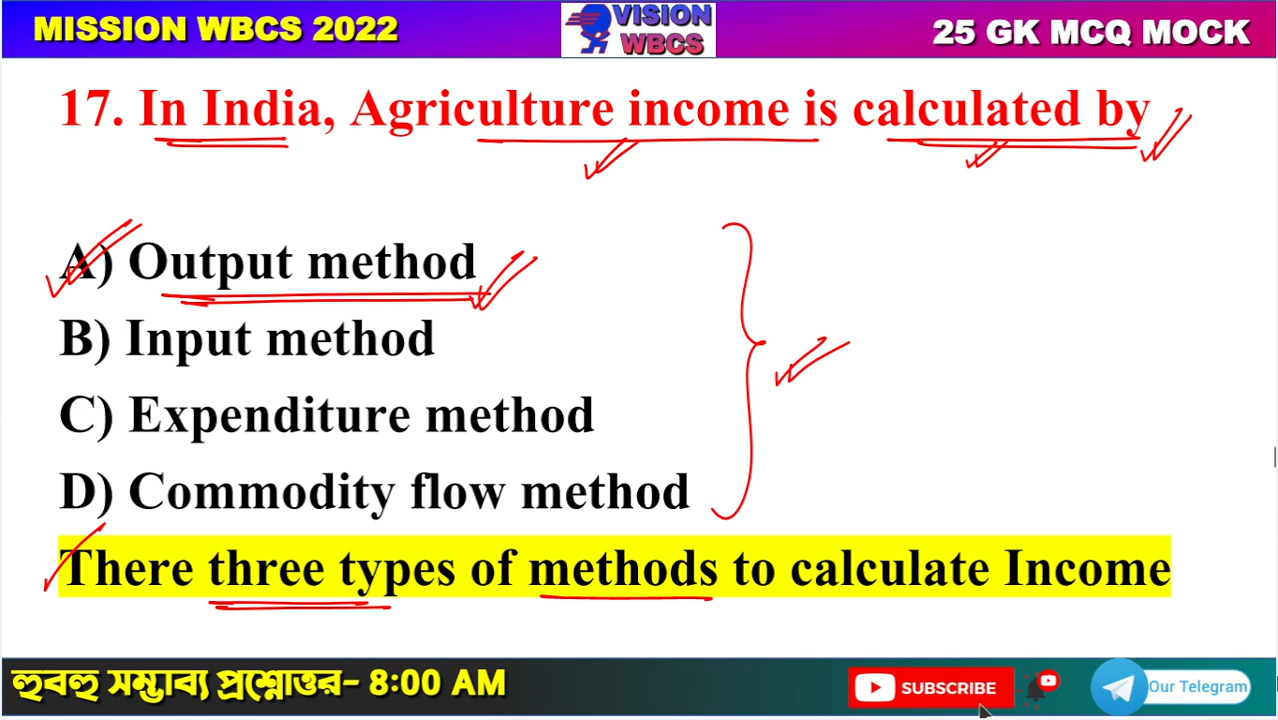 MISSION WBCS 2022
VISION
WBCS
25 GK MCQ MOCK
17. In India, Agriculture income is calculated by
A) Output method
B) Input method
C) Expenditure method
D) Commodity flow method
There three types of methods to calculate Income
হুবহু সম্ভাব্য প্রশ্নোত্তর- 8:00 AM
SUBSCRIBE
Our Telegram